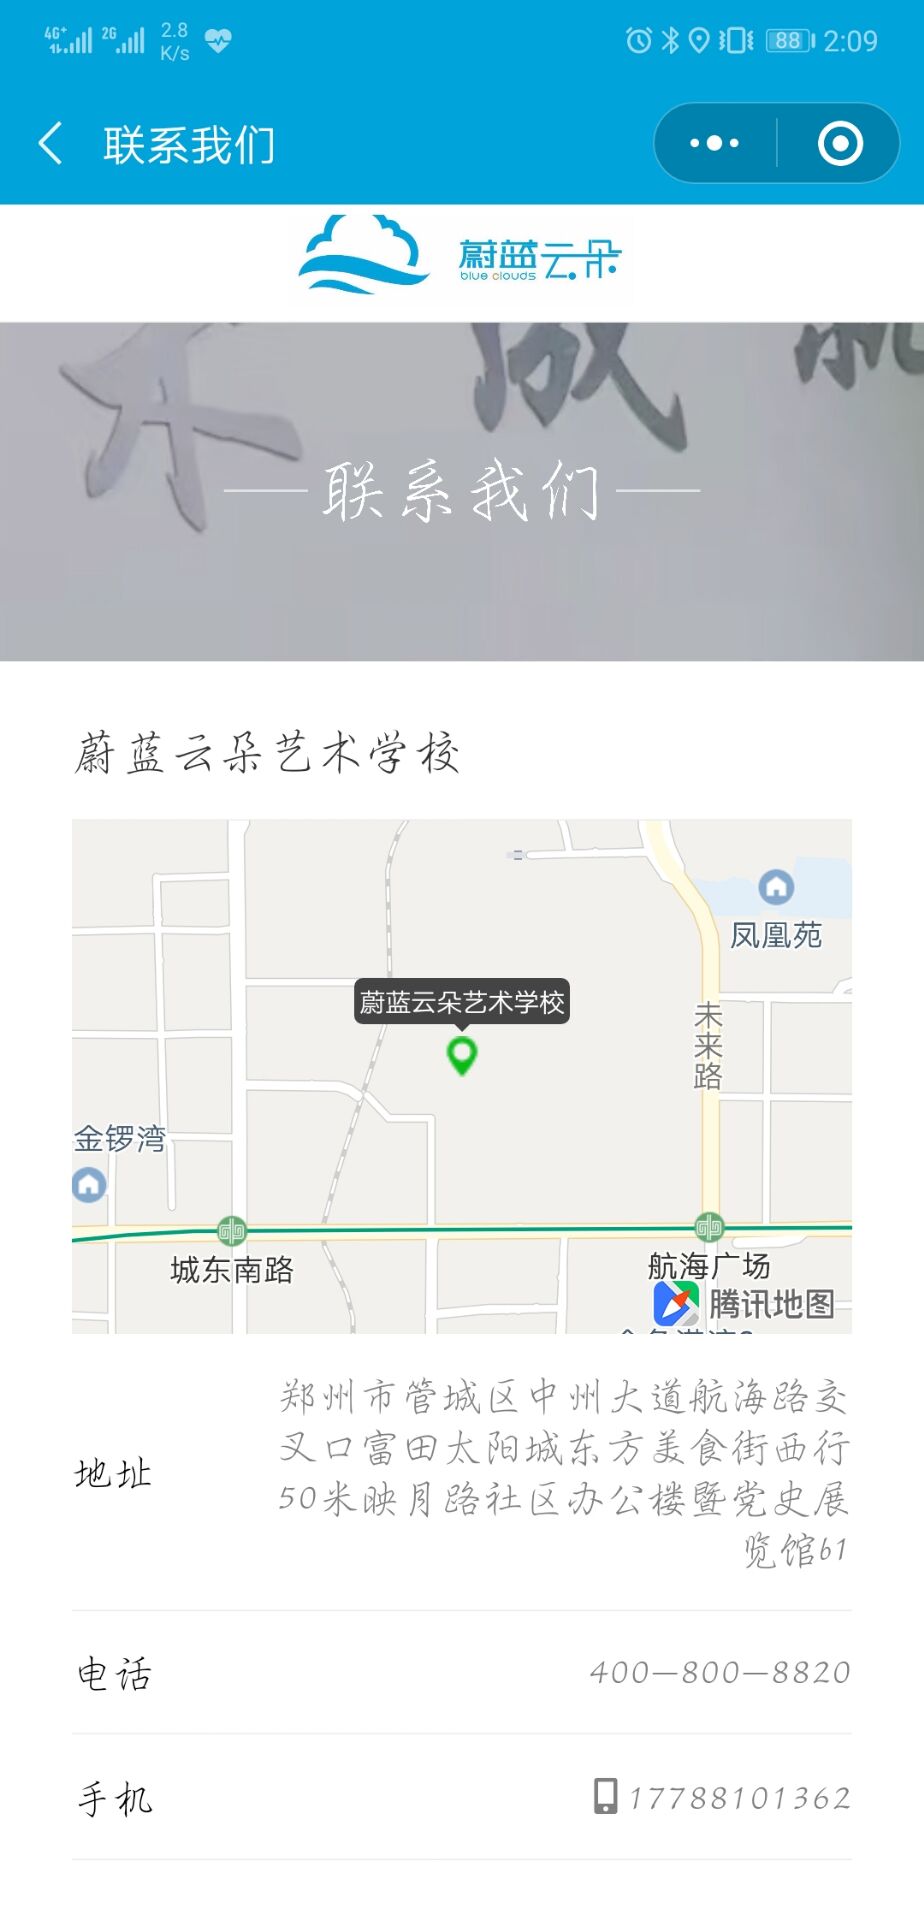 4G+ 2G 2.8 K/s 88 2:09
联系我们
蔚蓝云朵
blue clouds
联系我们
蔚蓝云朵艺术学校
凤凰苑
蔚蓝云朵艺术学校
未来路
金锣湾
城东南路
航海广场
腾讯地图
地址
郑州市管城区中州大道航海路交
叉口富田太阳城东方美食街西行
50米映月路社区办公楼暨党史展
览馆61
电话
400-800-8820
手机
17788101362